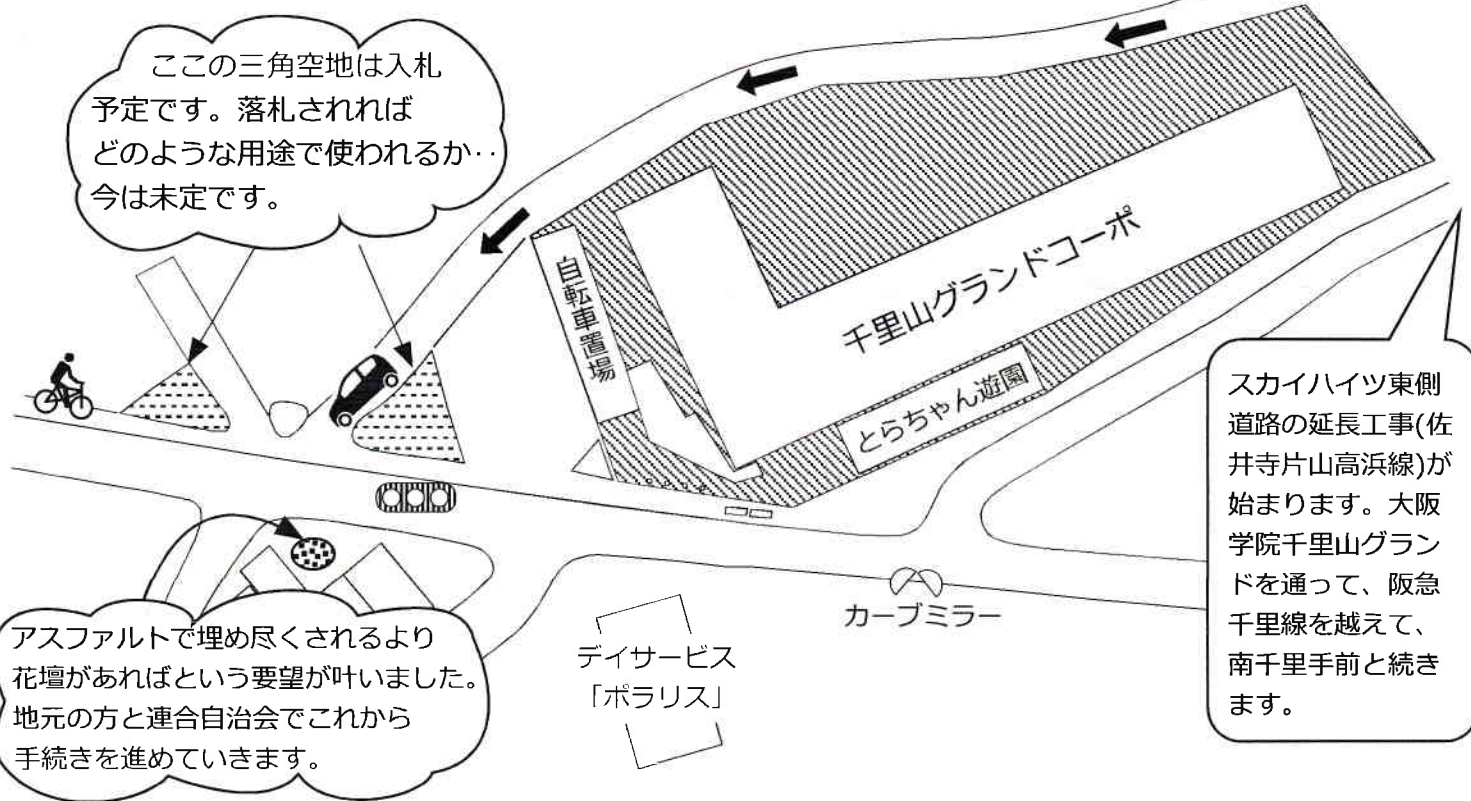 ここの三角空地は入札
予定です。落札されれば
どのような用途で使われるか‥
今は未定です。
自転車置場
千里山グランドコーポ
とらちゃん遊園
スカイハイツ東側
道路の延長工事(佐
井寺片山高浜線)が
始まります。大阪
学院千里山グラン
ドを通って、阪急
千里線を越えて、
南千里手前と続き
ます。
カーブミラー
デイサービス
「ポラリス」
アスファルトで埋め尽くされるより
花壇があればという要望が叶いました。
地元の方と連合自治会でこれから
手続きを進めていきます。